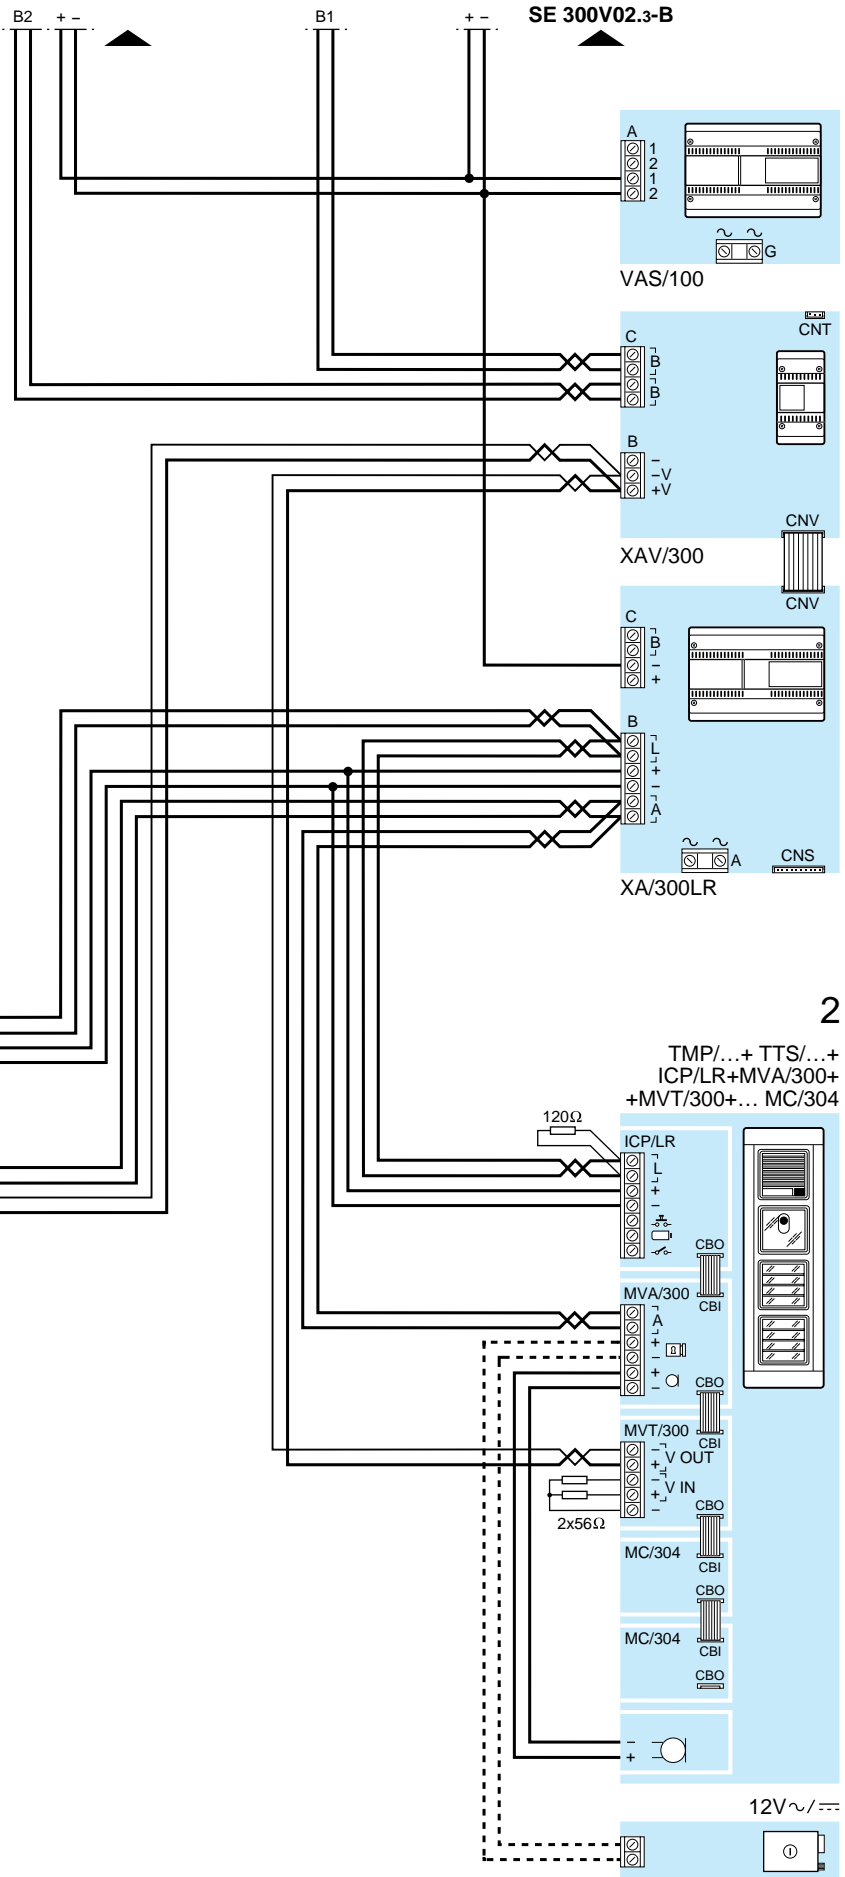 B2 + – B1 + – SE 300V02.3-B
A
1
2
1
2
G
VAS/100
CNT
C
B
B
B
–
–V
+V
CNV
XAV/300
CNV
C
B
–
+
B
L
+
–
A
A
CNS
XA/300LR
2
TMP/…+ TTS/…+
ICP/LR+MVA/300+
+MVT/300+… MC/304
120Ω
ICP/LR
L
+
–
CBO
CBI
MVA/300
A
+
–
+
–
CBO
CBI
MVT/300
–
+
V OUT
–
+
V IN
–
2x56Ω
CBO
CBI
MC/304
CBO
CBI
MC/304
CBO
–
+
12V~/⎓